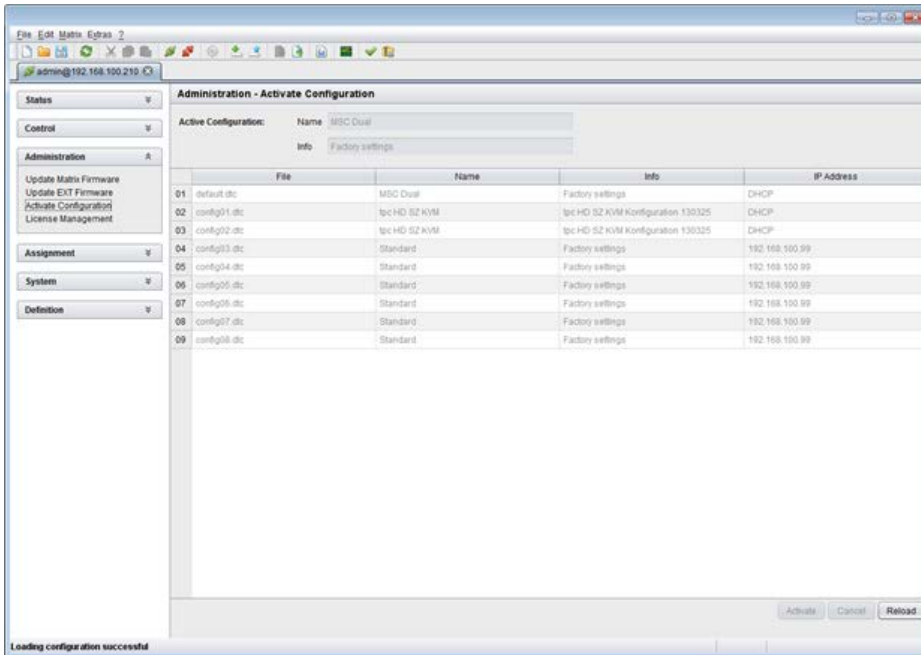 File Edit Matrix Extras ?
admin@192.168.100.210
Status
Control
Administration
Update Matrix Firmware
Update EXT Firmware
Activate Configuration
License Management
Assignment
System
Definition
Administration - Activate Configuration
Active Configuration: Name MSC Dual
Info Factory settings
File Name Info IP Address
01 default.dtc MSC Dual Factory settings DHCP
02 config01.dtc tpc HD SZ KVM tpc HD SZ KVM Konfiguration 130325 DHCP
03 config02.dtc tpc HD SZ KVM tpc HD SZ KVM Konfiguration 130325 DHCP
04 config03.dtc Standard Factory settings 192.168.100.99
05 config04.dtc Standard Factory settings 192.168.100.99
06 config05.dtc Standard Factory settings 192.168.100.99
07 config06.dtc Standard Factory settings 192.168.100.99
08 config07.dtc Standard Factory settings 192.168.100.99
09 config08.dtc Standard Factory settings 192.168.100.99
Activate Cancel Reload
Loading configuration successful